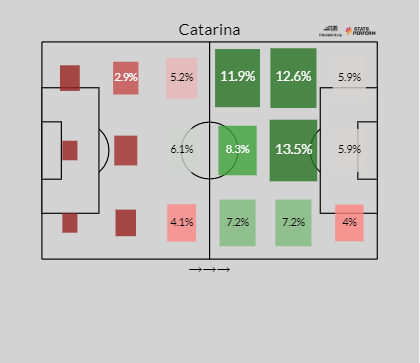 Catarina
STATS
PERFORM
2.9% 5.2% 11.9% 12.6% 5.9%
6.1% 8.3% 13.5% 5.9%
4.1% 7.2% 7.2% 4%